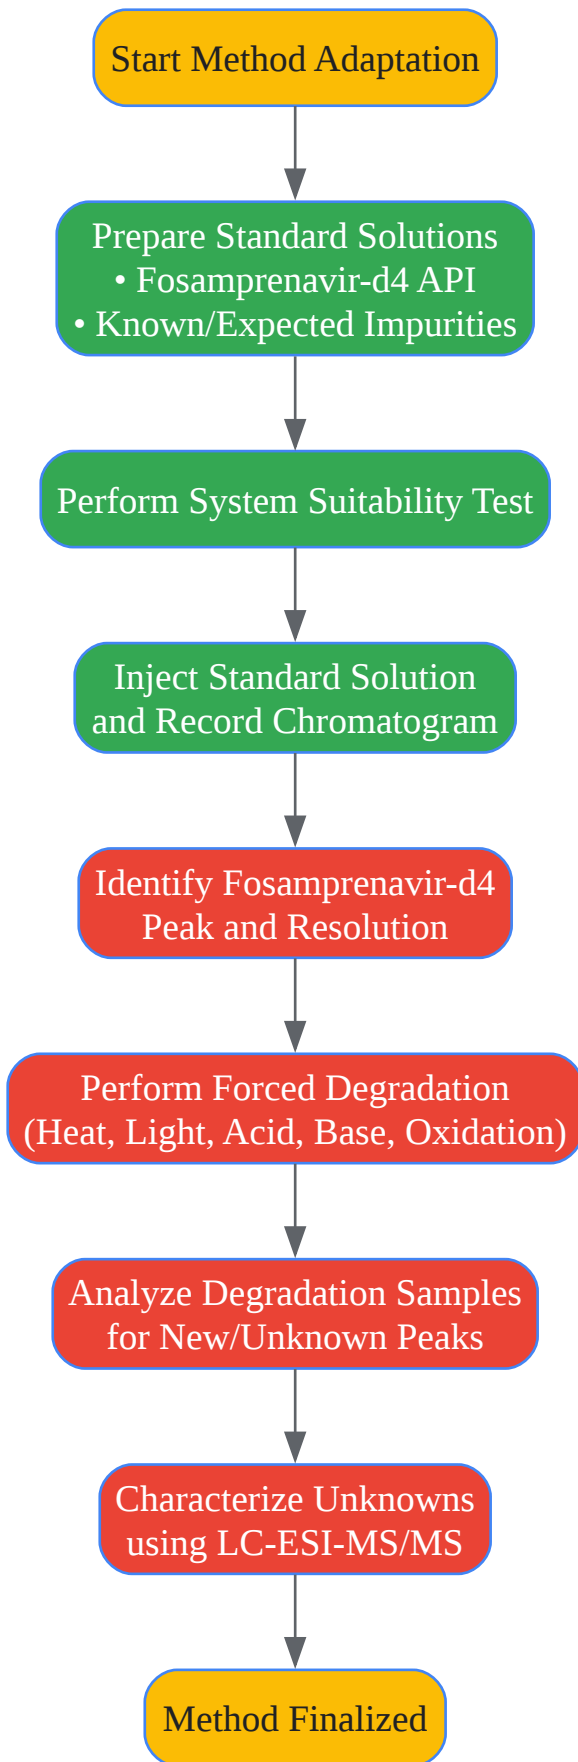 Start Method Adaptation
Prepare Standard Solutions
• Fosamprenavir-d4 API
• Known/Expected Impurities
Perform System Suitability Test
Inject Standard Solution
and Record Chromatogram
Identify Fosamprenavir-d4
Peak and Resolution
Perform Forced Degradation
(Heat, Light, Acid, Base, Oxidation)
Analyze Degradation Samples
for New/Unknown Peaks
Characterize Unknowns
using LC-ESI-MS/MS
Method Finalized